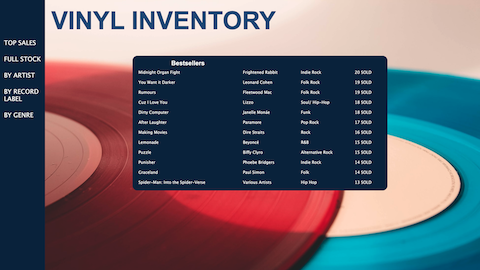 VINYL INVENTORY
TOP SALES
FULL STOCK
BY ARTIST
BY RECORD
LABEL
BY GENRE
Bestsellers
Midnight Organ Fight Frightened Rabbit Indie Rock 20 SOLD
You Want it Darker Leonard Cohen Folk Rock 19 SOLD
Rumours Fleetwood Mac Folk Rock 19 SOLD
Cuz I Love You Lizzo Soul/ Hip-Hop 18 SOLD
Dirty Computer Janelle Monáe Funk 18 SOLD
After Laughter Paramore Pop Rock 17 SOLD
Making Movies Dire Straits Rock 16 SOLD
Lemonade Beyoncé R&B 15 SOLD
Puzzle Biffy Clyro Alternative Rock 15 SOLD
Punisher Phoebe Bridgers Indie Rock 14 SOLD
Graceland Paul Simon Folk 14 SOLD
Spider-Man: Into the Spider-Verse Various Artists Hip Hop 13 SOLD